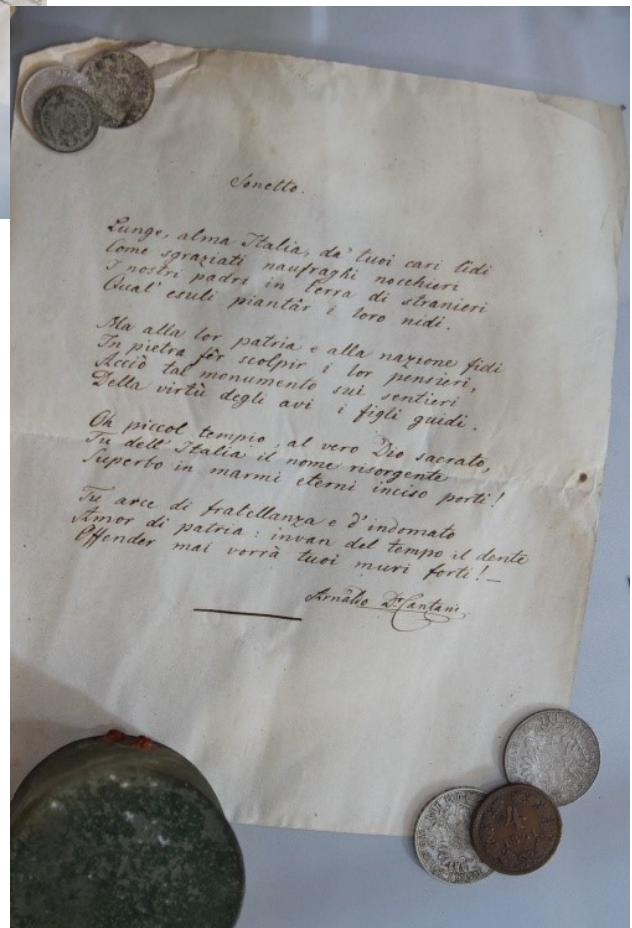 Sonetto.
Lunge, alma Italia, da' tuoi cari lidi
Come sgraziati naufraghi nocchieri
I nostri padri in terra di stranieri
Qual' esuli piantâr i loro nidi.
Ma alla lor patria e alla nazione fidi
In pietra fêr scolpir i lor pensieri,
Acciò tal monumento sui sentieri
Della virtù degli avi i figli guidi.
Oh piccol tempio, al vero Dio sacrato,
Tu dell' Italia il nome risorgente
Superbo in marmi eterni inciso porti!
Tu arce di fratellanza e d'indomato
Amor di patria: invan del tempo il dente
Offender mai vorrà tuoi muri forti! —
Arnaldo Dr. Cantani